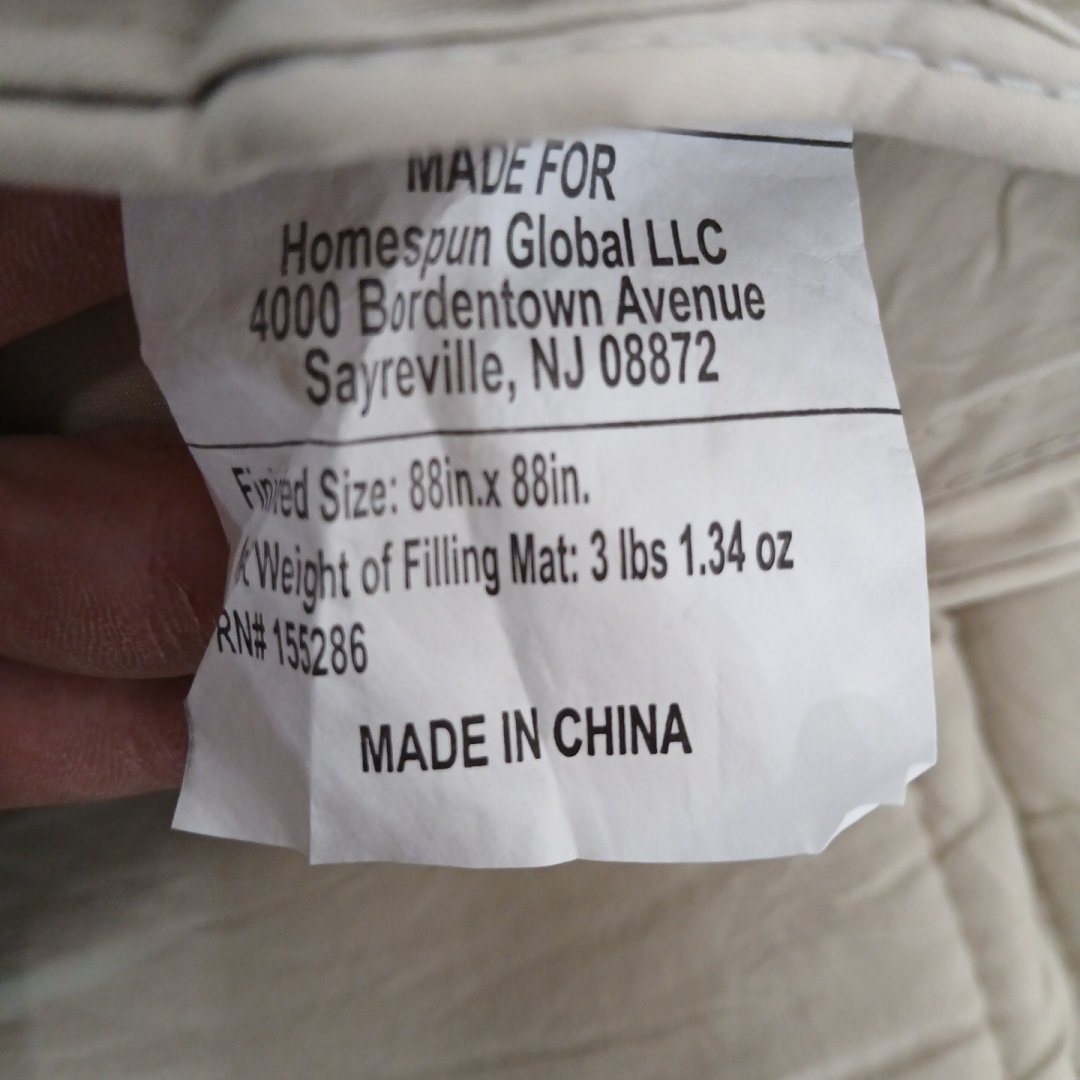 MADE FOR
Homespun Global LLC
4000 Bordentown Avenue
Sayreville, NJ 08872
Size: 88in.x 88in.
Weight of Filling Mat: 3 lbs 1.34 oz
RN# 155286
MADE IN CHINA